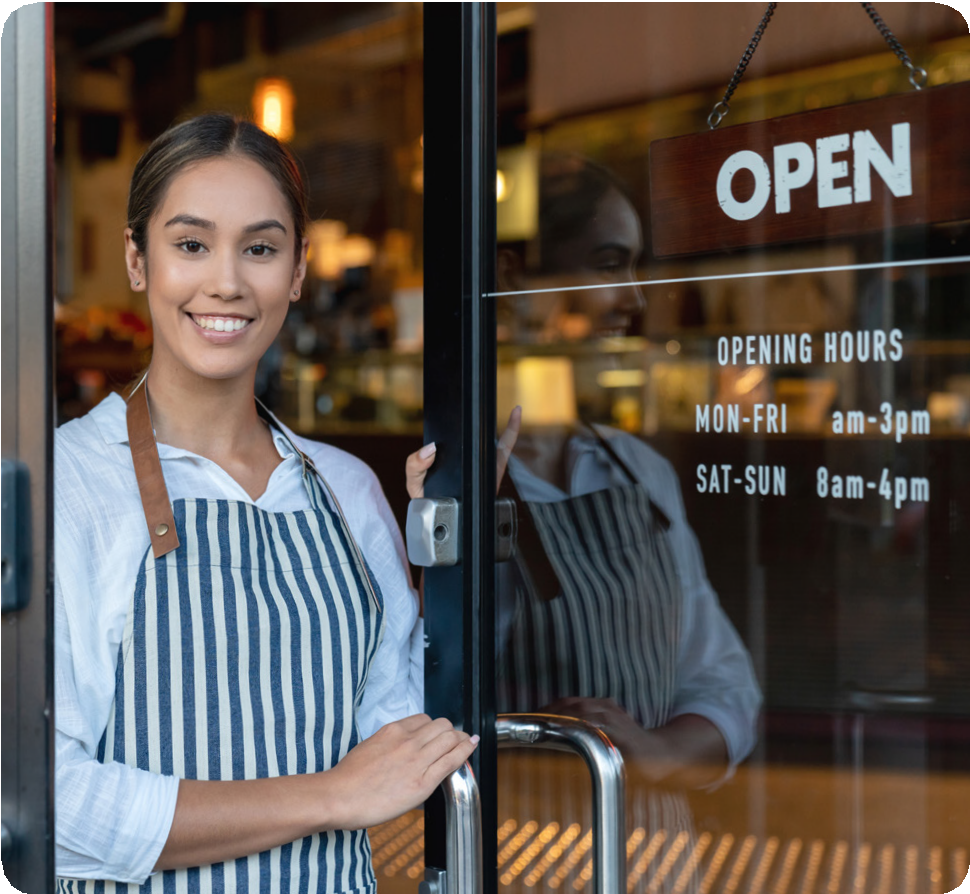 OPEN
OPENING HOURS
MON-FRI am-3pm
SAT-SUN 8am-4pm